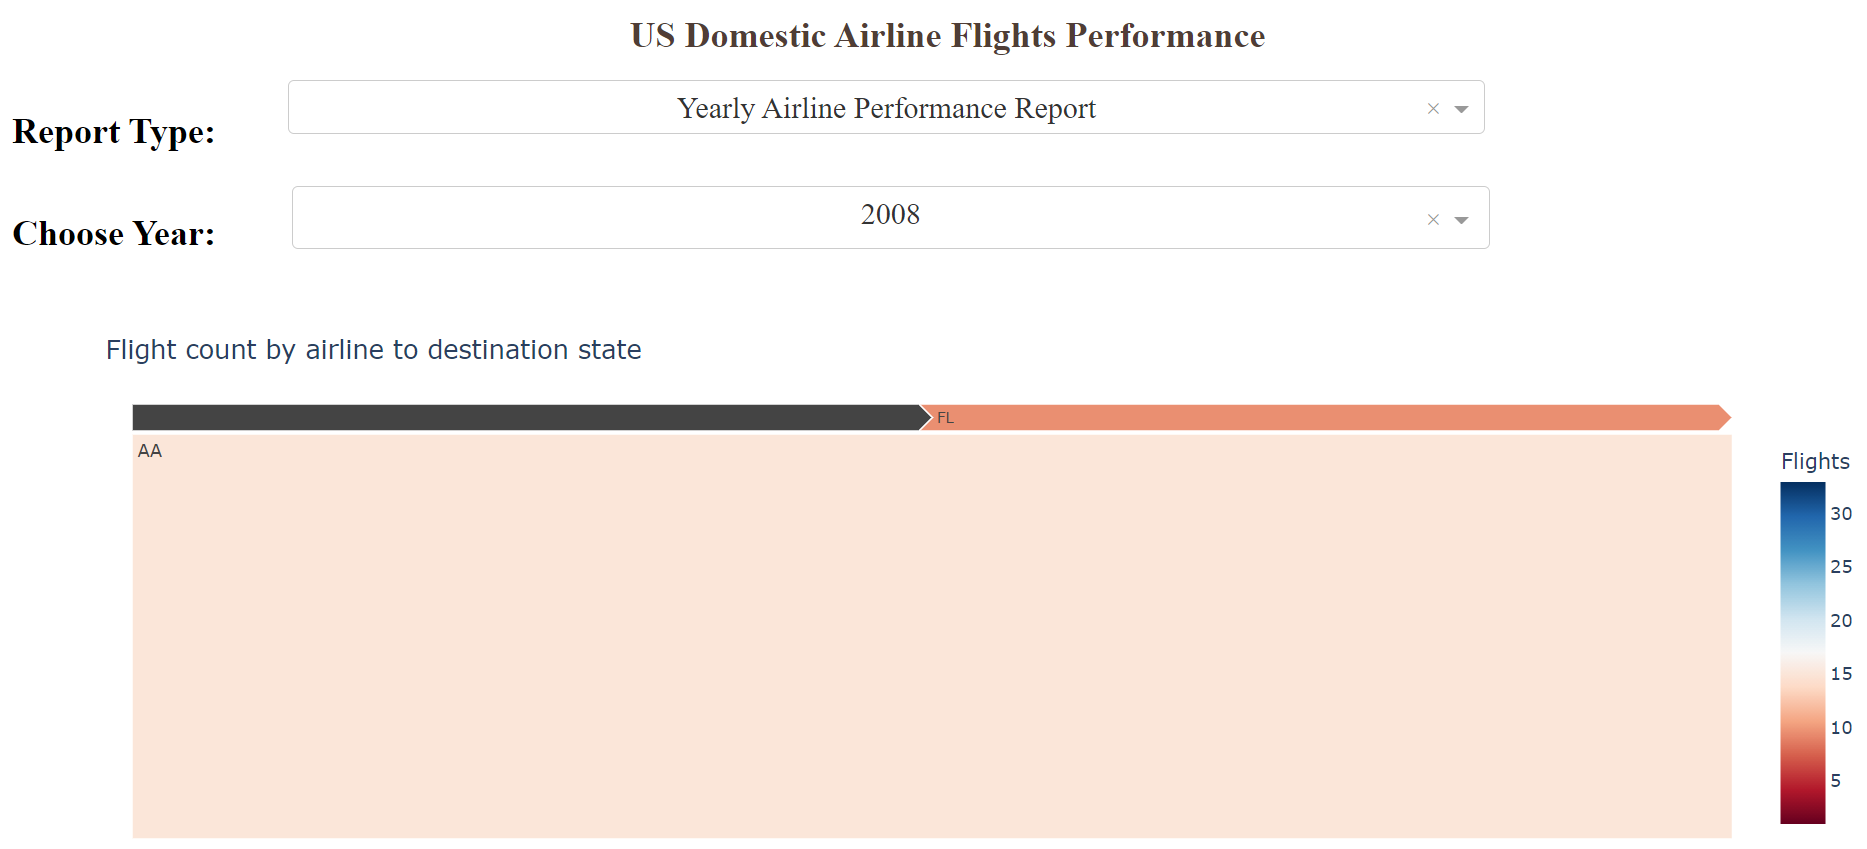 US Domestic Airline Flights Performance
Report Type:
Yearly Airline Performance Report
Choose Year:
2008
Flight count by airline to destination state
FL
AA
Flights
30
25
20
15
10
5